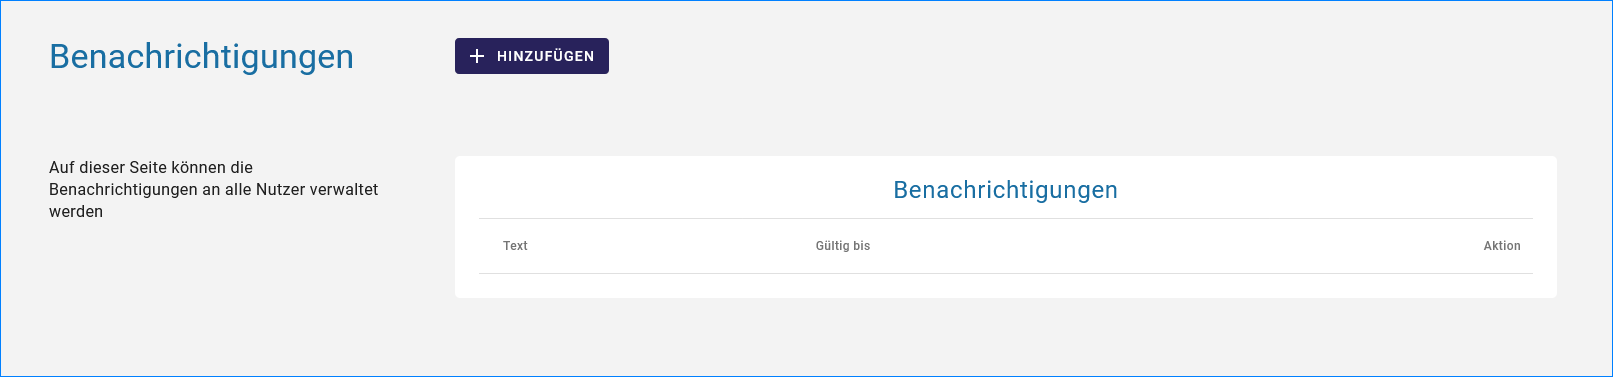 Benachrichtigungen
HINZUFÜGEN
Auf dieser Seite können die
Benachrichtigungen an alle Nutzer verwaltet
werden
Benachrichtigungen
Text Gültig bis Aktion